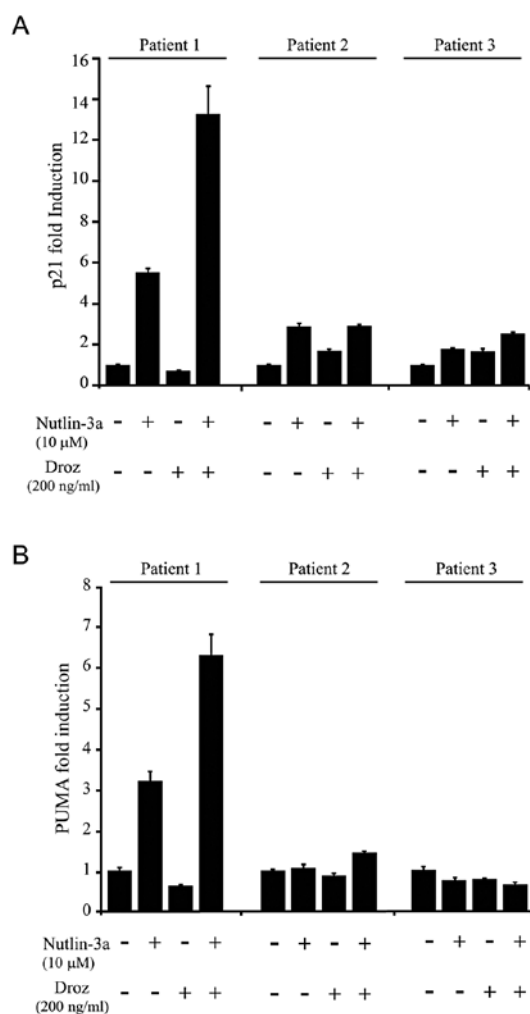 A
Patient 1 Patient 2 Patient 3
p21 fold Induction
16
14
12
10
8
6
4
2
0
Nutlin-3a - + - + - + - + - + - +
(10 µM)
Droz - - + + - - + + - - + +
(200 ng/ml)
B
Patient 1 Patient 2 Patient 3
PUMA fold induction
8
7
6
5
4
3
2
1
0
Nutlin-3a - + - + - + - + - + - +
(10 µM)
Droz - - + + - - + + - - + +
(200 ng/ml)